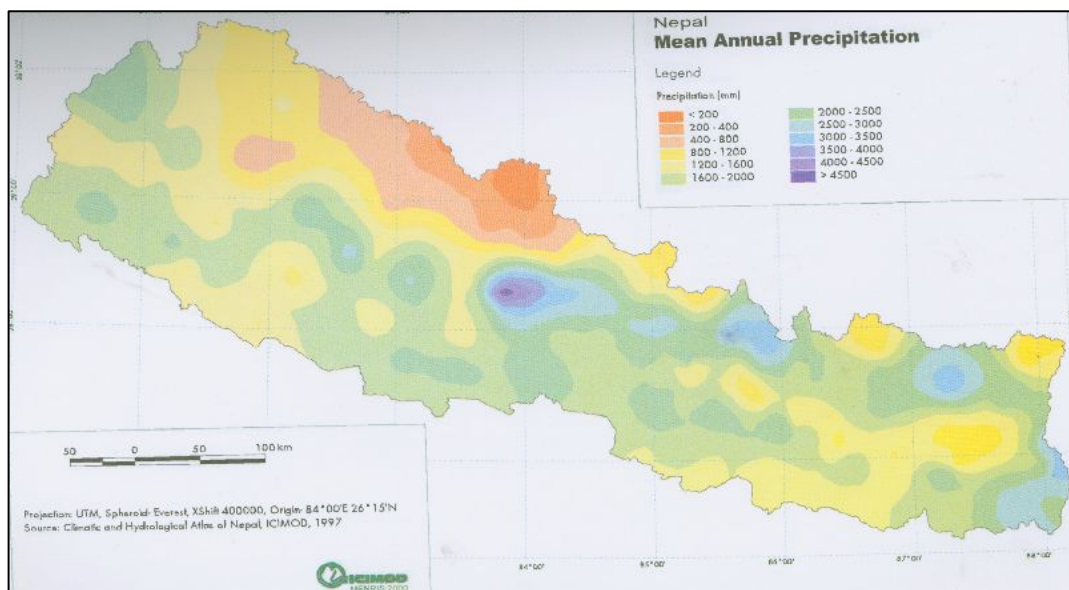 Nepal
Mean Annual Precipitation
Legend
Precipitation (mm)
< 200
200 - 400
400 - 800
800 - 1200
1200 - 1600
1600 - 2000
2000 - 2500
2500 - 3000
3000 - 3500
3500 - 4000
4000 - 4500
> 4500
50 0 50 100 km
Projection: UTM, Spheroid- Everest, XShift 400000, Origin- 84°00'E 26°15'N
Source: Climatic and Hydrological Atlas of Nepal, ICIMOD, 1997
ICIMOD
MENRIS 2000
84°00'
85°00'
86°00'
87°00'
88°00'